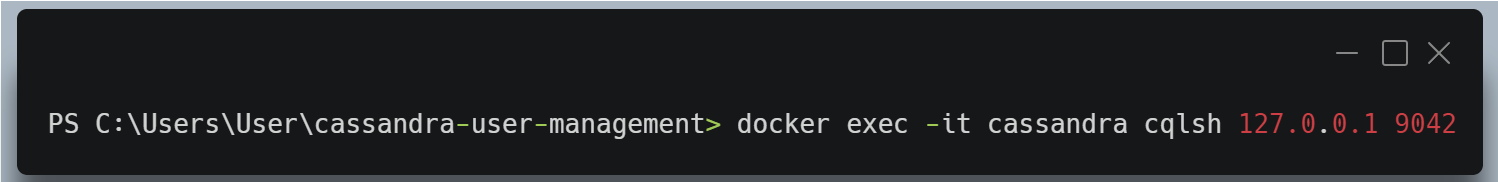 PS C:\Users\User\cassandra-user-management> docker exec -it cassandra cqlsh 127.0.0.1 9042